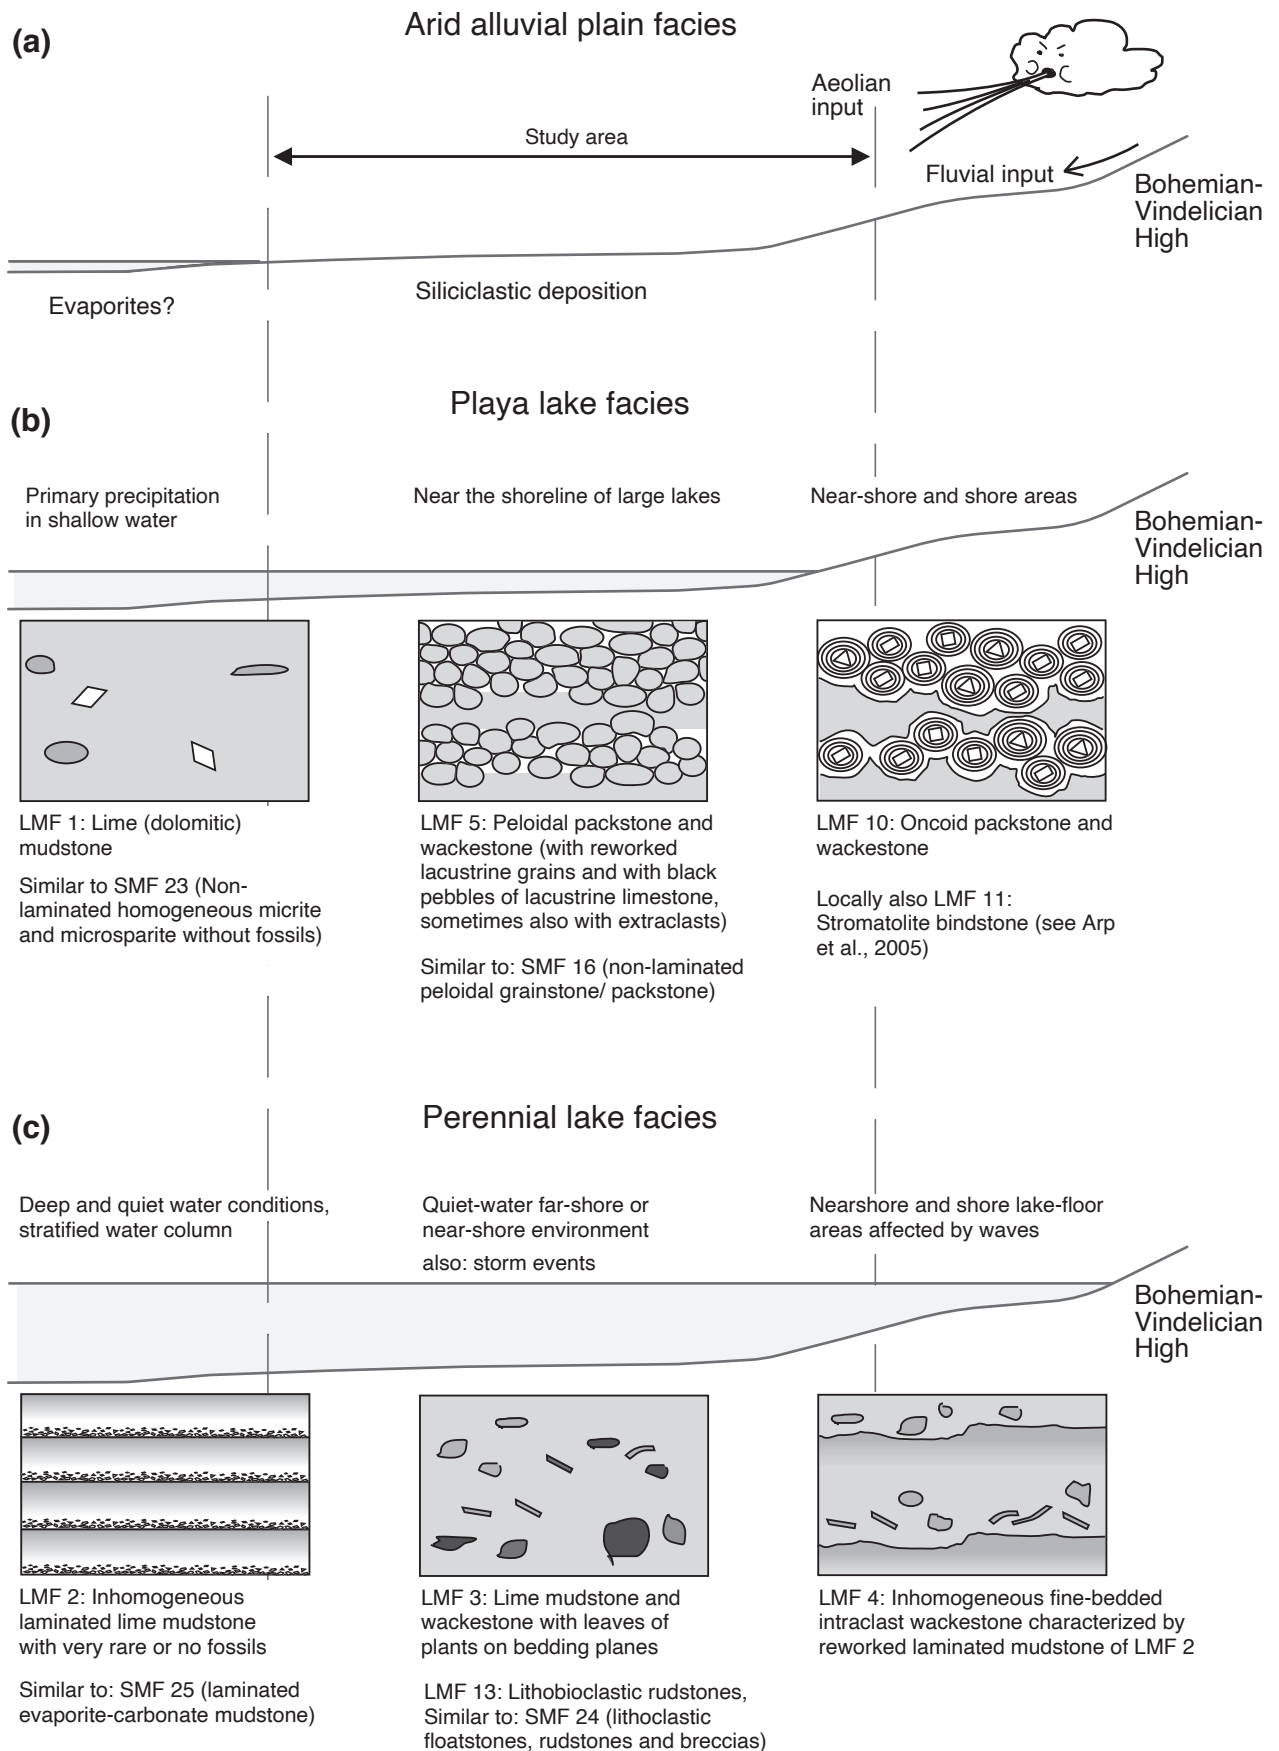 (a)
Arid alluvial plain facies
Aeolian
input
Study area
Fluvial input
Bohemian-
Vindelician
High
Evaporites?
Siliciclastic deposition
(b)
Playa lake facies
Primary precipitation
in shallow water
Near the shoreline of large lakes
Near-shore and shore areas
Bohemian-
Vindelician
High
LMF 1: Lime (dolomitic)
mudstone
Similar to SMF 23 (Non-
laminated homogeneous micrite
and microsparite without fossils)
LMF 5: Peloidal packstone and
wackestone (with reworked
lacustrine grains and with black
pebbles of lacustrine limestone,
sometimes also with extraclasts)
Similar to: SMF 16 (non-laminated
peloidal grainstone/ packstone)
LMF 10: Oncoid packstone and
wackestone
Locally also LMF 11:
Stromatolite bindstone (see Arp
et al., 2005)
(c)
Perennial lake facies
Deep and quiet water conditions,
stratified water column
Quiet-water far-shore or
near-shore environment
also: storm events
Nearshore and shore lake-floor
areas affected by waves
Bohemian-
Vindelician
High
LMF 2: Inhomogeneous
laminated lime mudstone
with very rare or no fossils
Similar to: SMF 25 (laminated
evaporite-carbonate mudstone)
LMF 3: Lime mudstone and
wackestone with leaves of
plants on bedding planes
LMF 13: Lithobioclastic rudstones,
Similar to: SMF 24 (lithoclastic
floatstones, rudstones and breccias)
LMF 4: Inhomogeneous fine-bedded
intraclast wackestone characterized by
reworked laminated mudstone of LMF 2